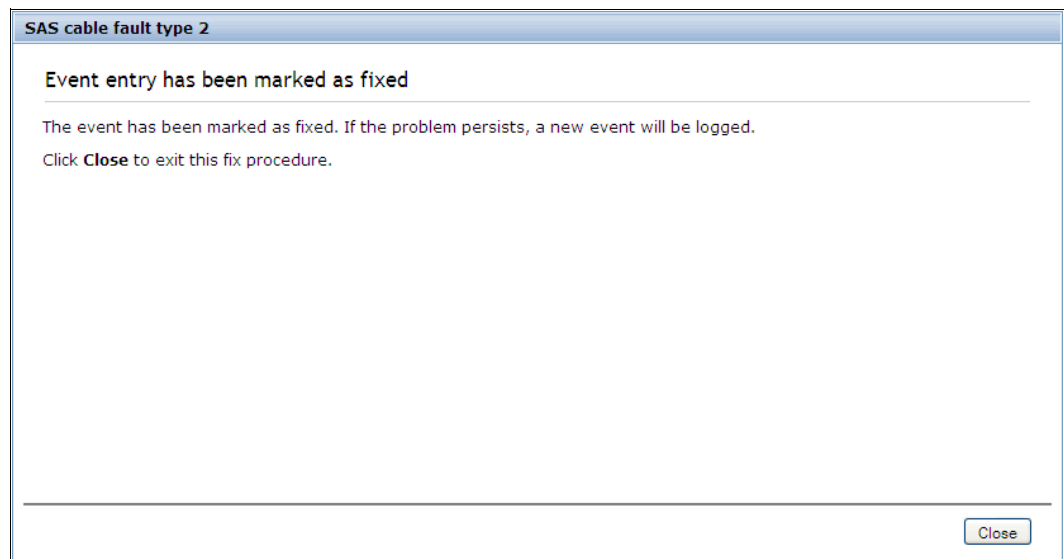 SAS cable fault type 2
Event entry has been marked as fixed
The event has been marked as fixed. If the problem persists, a new event will be logged.
Click Close to exit this fix procedure.
Close